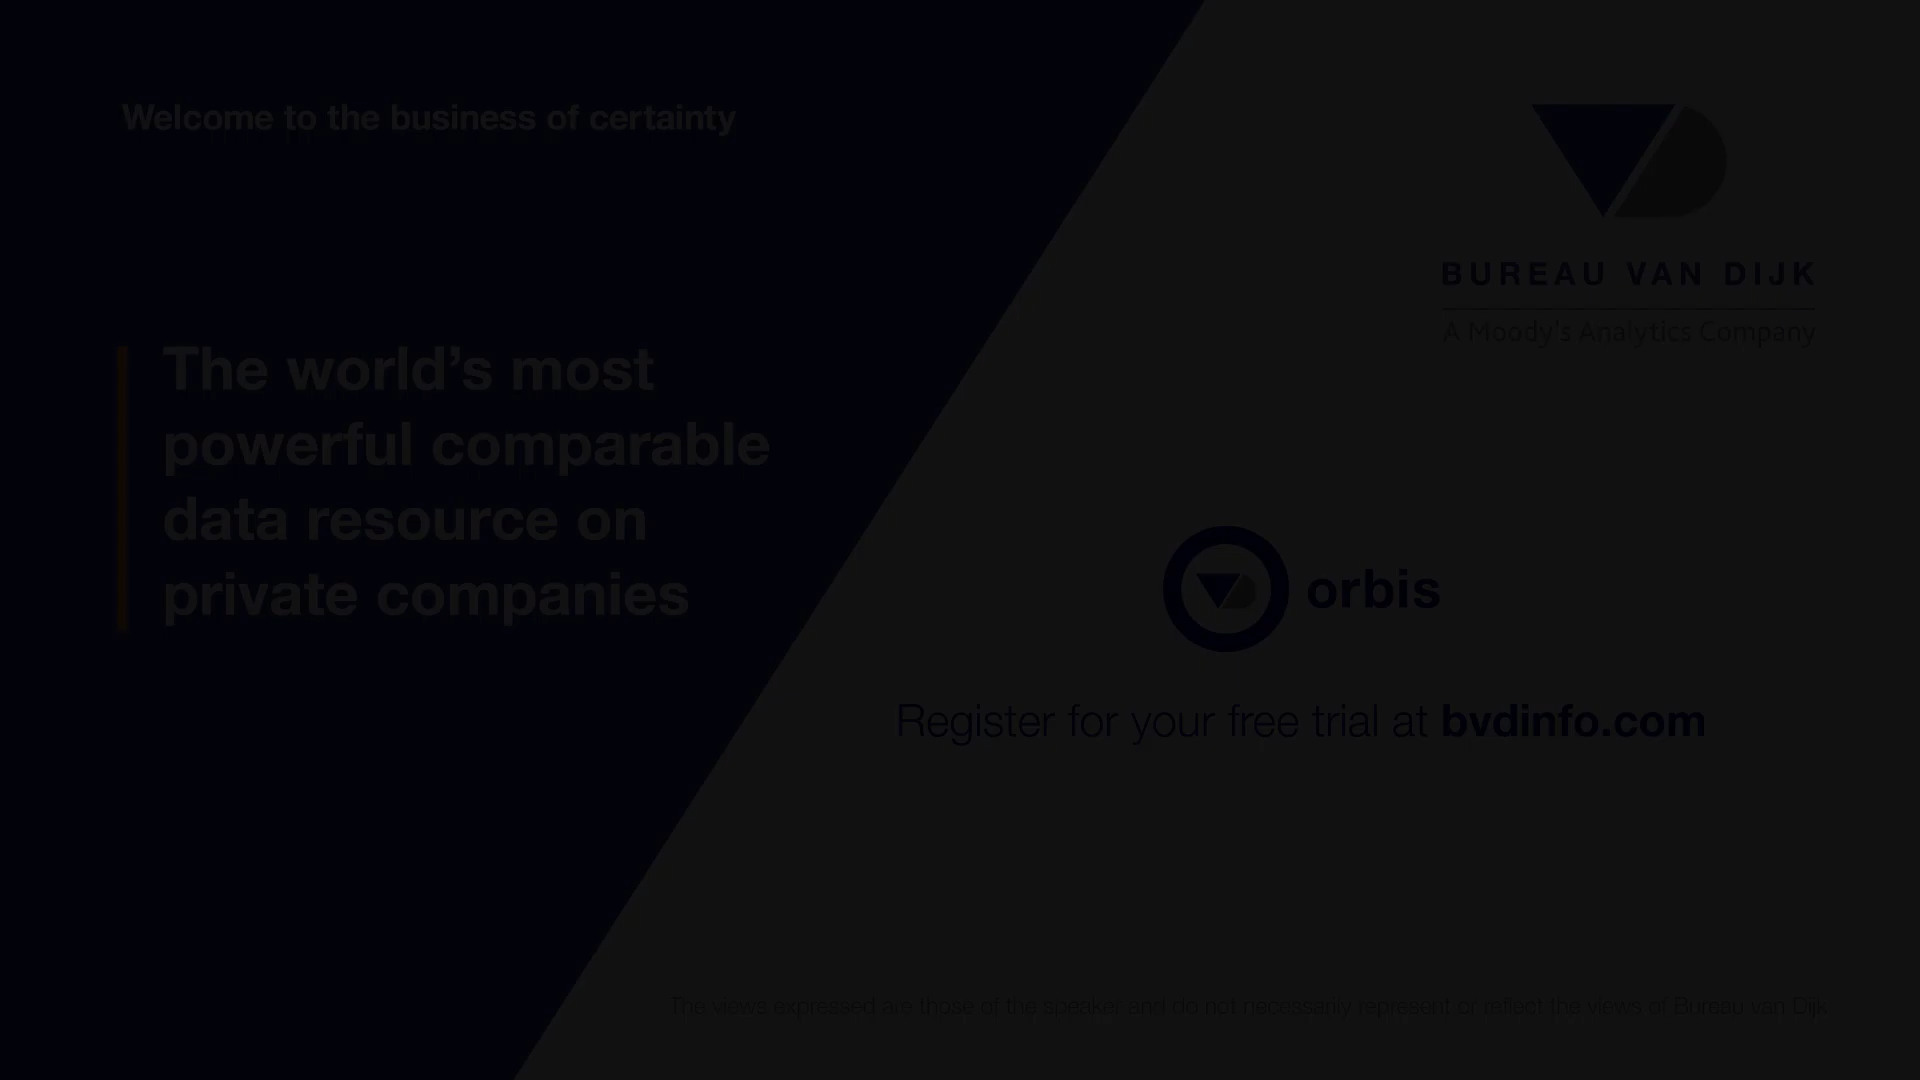 Welcome to the business of certainty
BUREAU VAN DIJK
A Moody's Analytics Company
The world’s most
powerful comparable
data resource on
private companies
orbis
Register for your free trial at bvdinfo.com
The views expressed are those of the speaker and do not necessarily represent or reflect the views of Bureau van Dijk